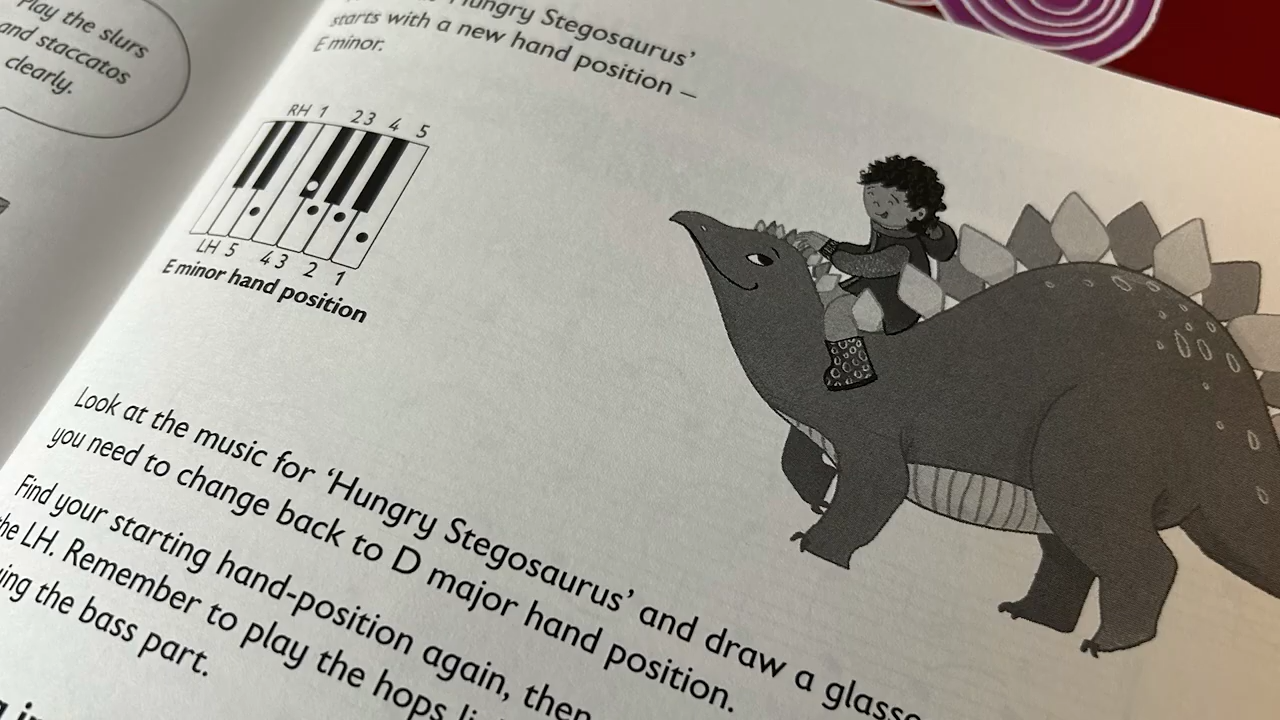 Play the slurs
and staccatos
clearly.
Hungry Stegosaurus’
starts with a new hand position –
E minor.
RH 1 2 3 4 5
LH 5 4 3 2 1
E minor hand position
Look at the music for ‘Hungry Stegosaurus’ and draw a
you need to change back to D major hand position.
Find your starting hand-position again, then
the LH. Remember to play the hops
the bass part.